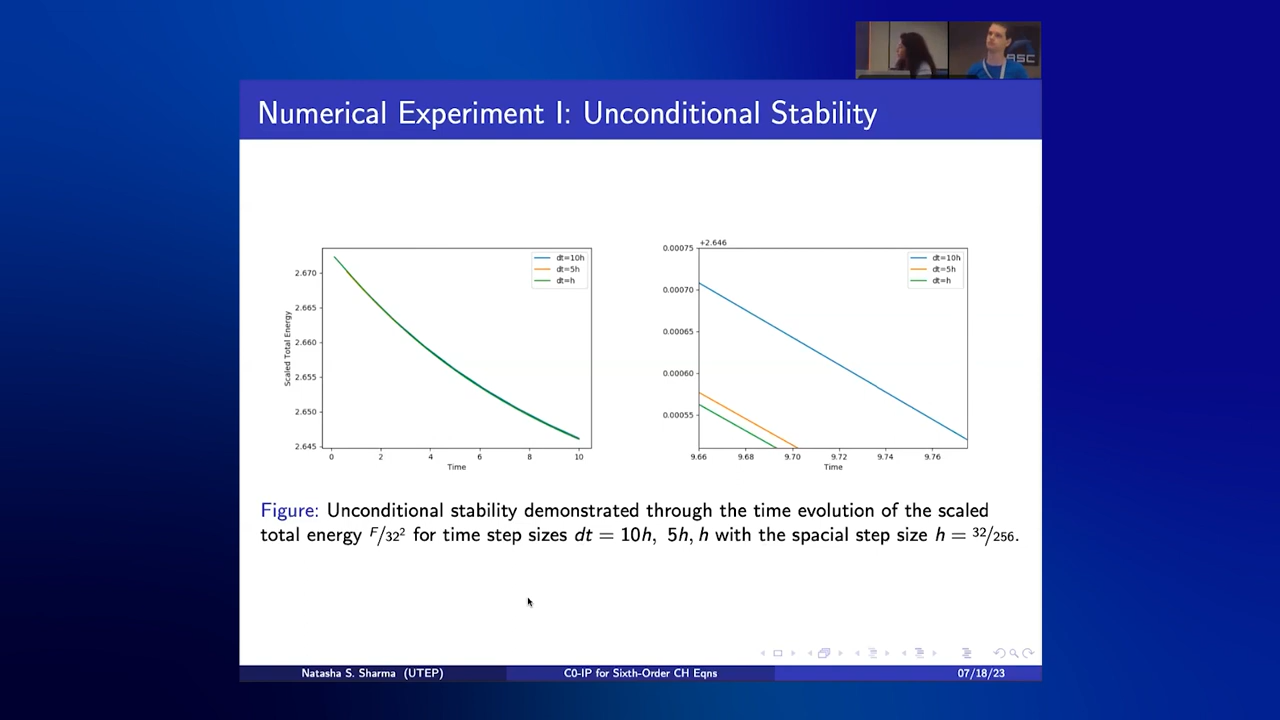 ASC
Numerical Experiment I: Unconditional Stability
2.670
2.665
2.660
2.655
2.650
2.645
Scaled Total Energy
0
2
4
6
8
10
Time
dt=10h
dt=5h
dt=h
+2.646
0.00075
0.00070
0.00065
0.00060
0.00055
9.66
9.68
9.70
9.72
9.74
9.76
Time
dt=10h
dt=5h
dt=h
Figure: Unconditional stability demonstrated through the time evolution of the scaled
total energy F/32² for time step sizes dt = 10h, 5h, h with the spacial step size h = 32/256.
Natasha S. Sharma (UTEP)
C0-IP for Sixth-Order CH Eqns
07/18/23